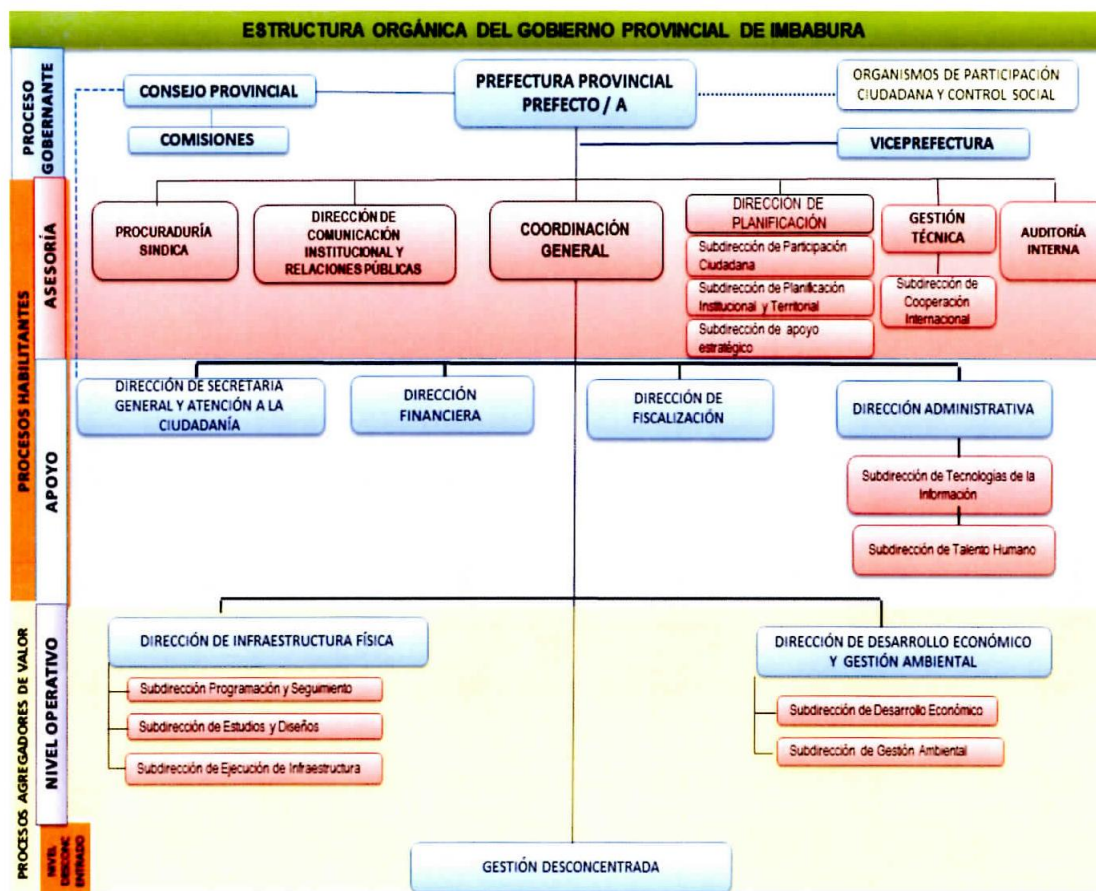 ESTRUCTURA ORGÁNICA DEL GOBIERNO PROVINCIAL DE IMBABURA
PROCESO
GOBERNANTE
CONSEJO PROVINCIAL
COMISIONES
PREFECTURA PROVINCIAL
PREFECTO / A
ORGANISMOS DE PARTICIPACIÓN
CIUDADANA Y CONTROL SOCIAL
VICEPREFECTURA
PROCESOS HABILITANTES
ASESORÍA
PROCURADURÍA
SINDICA
DIRECCIÓN DE
COMUNICACIÓN
INSTITUCIONAL Y
RELACIONES PÚBLICAS
COORDINACIÓN
GENERAL
DIRECCIÓN DE
PLANIFICACIÓN
Subdirección de Participación
Ciudadana
Subdirección de Planificación
Institucional y Territorial
Subdirección de apoyo
estratégico
GESTIÓN
TÉCNICA
Subdirección de
Cooperación
Internacional
AUDITORÍA
INTERNA
APOYO
DIRECCIÓN DE SECRETARIA
GENERAL Y ATENCIÓN A LA
CIUDADANÍA
DIRECCIÓN
FINANCIERA
DIRECCIÓN DE
FISCALIZACIÓN
DIRECCIÓN ADMINISTRATIVA
Subdirección de Tecnologías de la
Información
Subdirección de Talento Humano
PROCESOS AGREGADORES DE VALOR
NIVEL OPERATIVO
DIRECCIÓN DE INFRAESTRUCTURA FÍSICA
Subdirección Programación y Seguimiento
Subdirección de Estudios y Diseños
Subdirección de Ejecución de Infraestructura
DIRECCIÓN DE DESARROLLO ECONÓMICO
Y GESTIÓN AMBIENTAL
Subdirección de Desarrollo Económico
Subdirección de Gestión Ambiental
NIVEL
DESCONC
ENTRADO
GESTIÓN DESCONCENTRADA